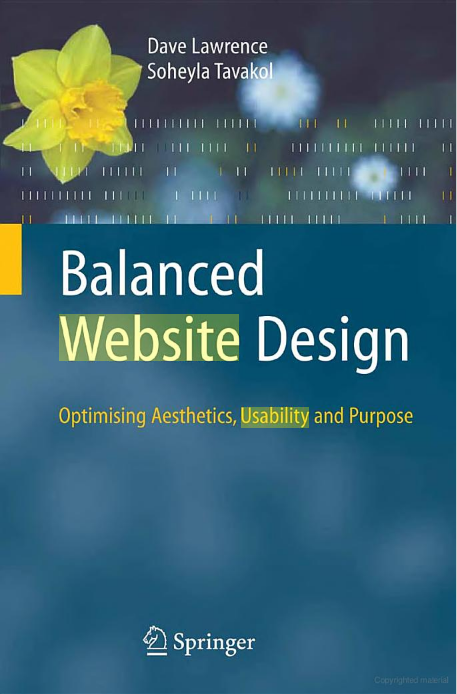 Dave Lawrence
Soheyla Tavakol
Balanced
Website Design
Optimising Aesthetics, Usability and Purpose
Springer
Copyrighted material